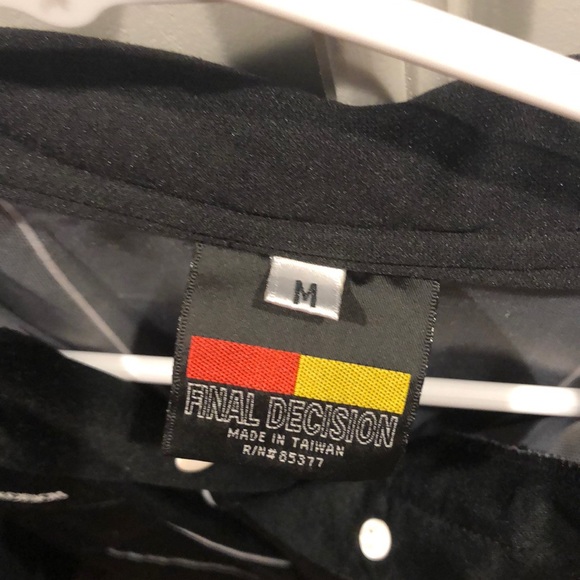 M
FINAL DECISION
MADE IN TAIWAN
R/N# 85377